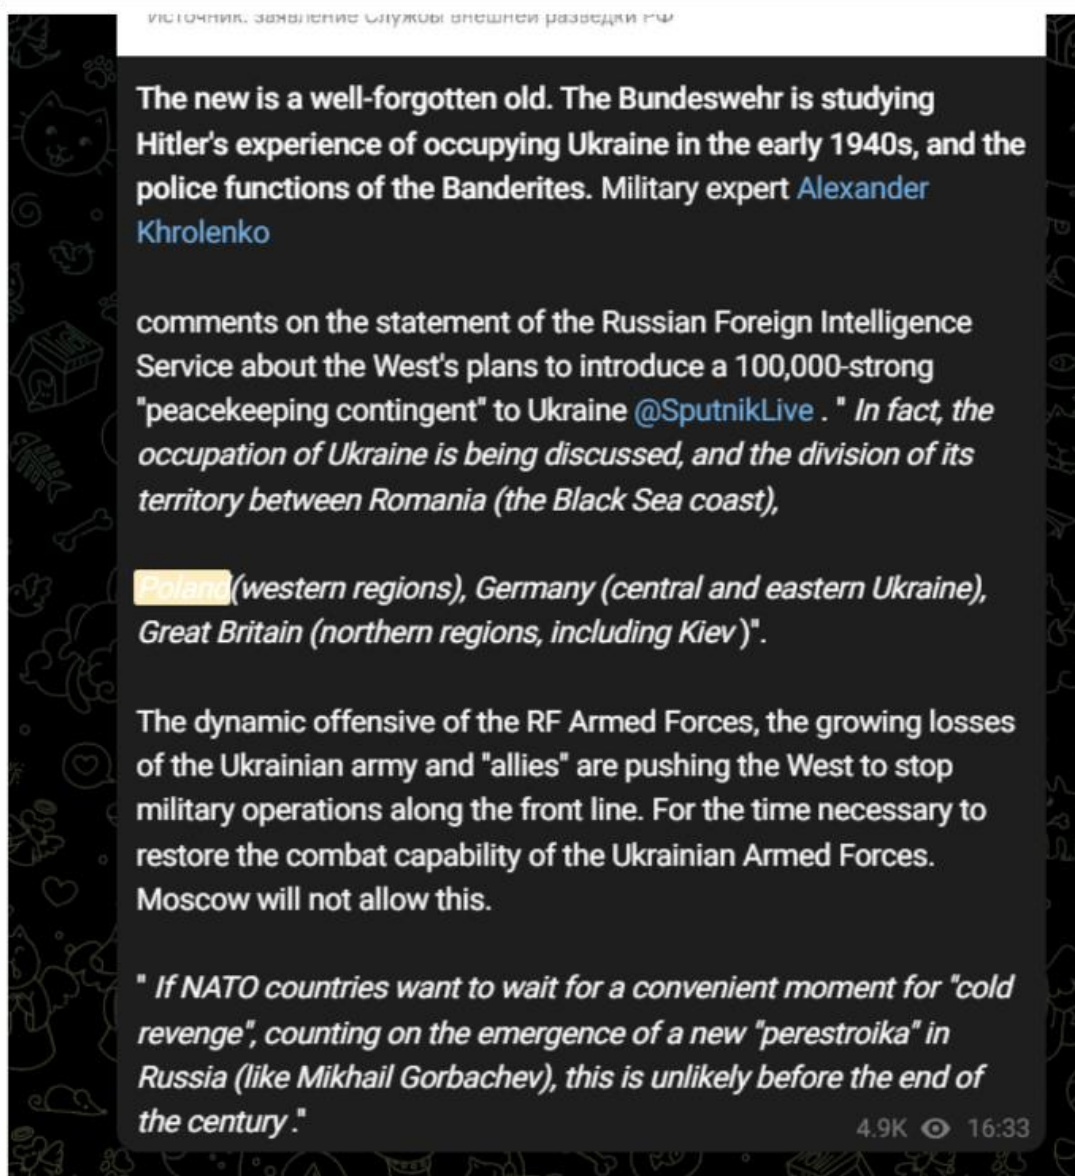 Источник: заявление Службы внешней разведки РФ
The new is a well-forgotten old. The Bundeswehr is studying
Hitler's experience of occupying Ukraine in the early 1940s, and the
police functions of the Banderites. Military expert Alexander
Khrolenko
comments on the statement of the Russian Foreign Intelligence
Service about the West's plans to introduce a 100,000-strong
"peacekeeping contingent" to Ukraine @SputnikLive . " In fact, the
occupation of Ukraine is being discussed, and the division of its
territory between Romania (the Black Sea coast),
Poland(western regions), Germany (central and eastern Ukraine),
Great Britain (northern regions, including Kiev )".
The dynamic offensive of the RF Armed Forces, the growing losses
of the Ukrainian army and "allies" are pushing the West to stop
military operations along the front line. For the time necessary to
restore the combat capability of the Ukrainian Armed Forces.
Moscow will not allow this.
" If NATO countries want to wait for a convenient moment for "cold
revenge", counting on the emergence of a new "perestroika" in
Russia (like Mikhail Gorbachev), this is unlikely before the end of
the century ."
4.9K 16:33